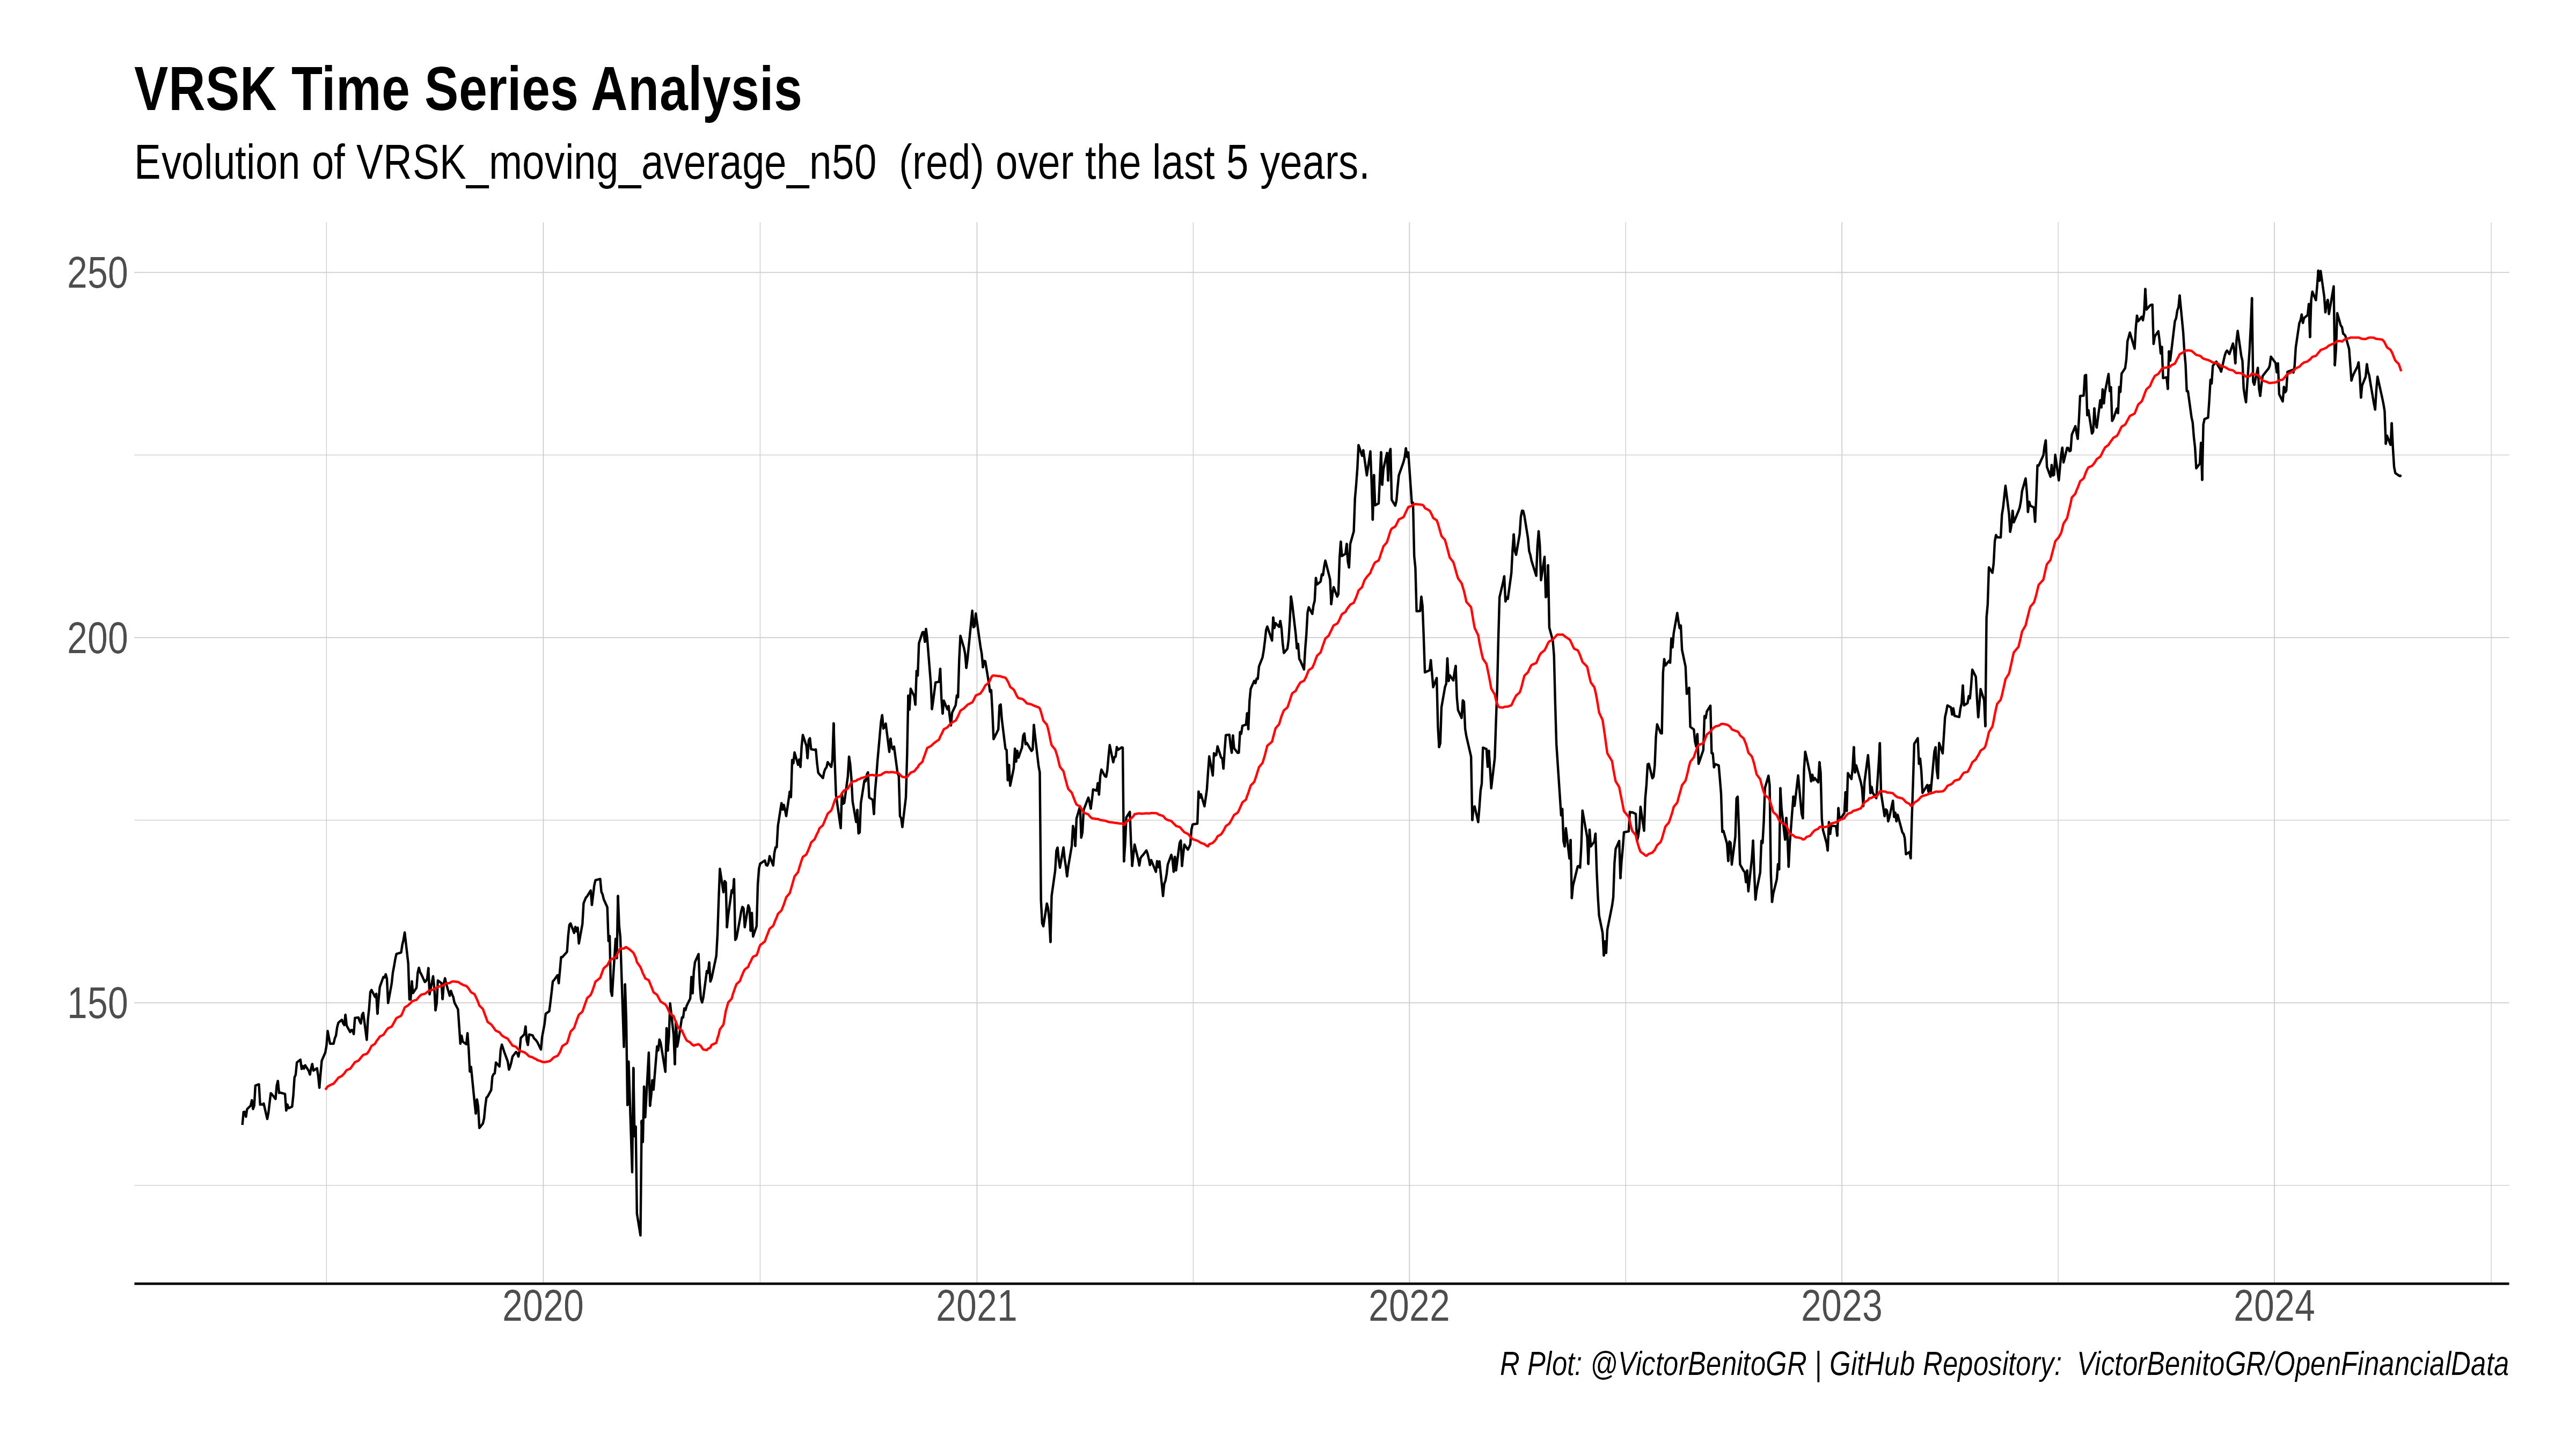 VRSK Time Series Analysis
Evolution of VRSK_moving_average_n50  (red) over the last 5 years.
250
200
150
2020 2021 2022 2023 2024
R Plot: @VictorBenitoGR | GitHub Repository:  VictorBenitoGR/OpenFinancialData